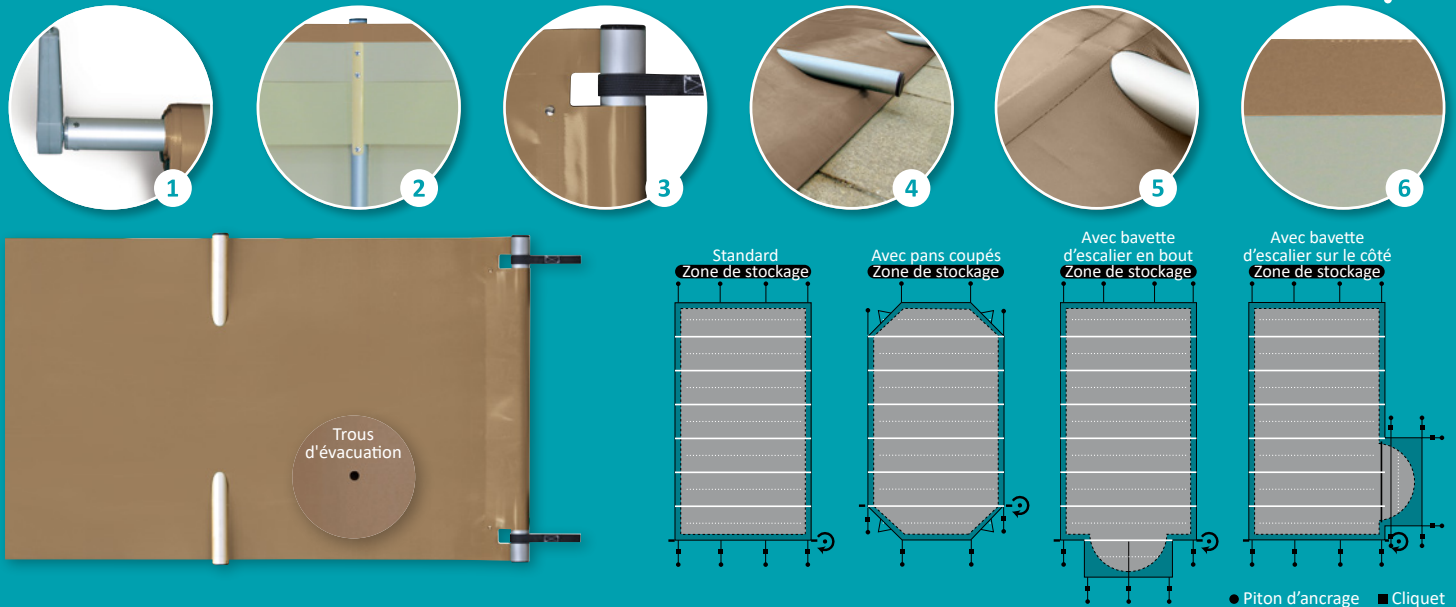 1
2
3
4
5
6
Trous
d'évacuation
Standard
Zone de stockage
Avec pans coupés
Zone de stockage
Avec bavette
d'escalier en bout
Zone de stockage
Avec bavette
d'escalier sur le côté
Zone de stockage
Piton d'ancrage
Cliquet